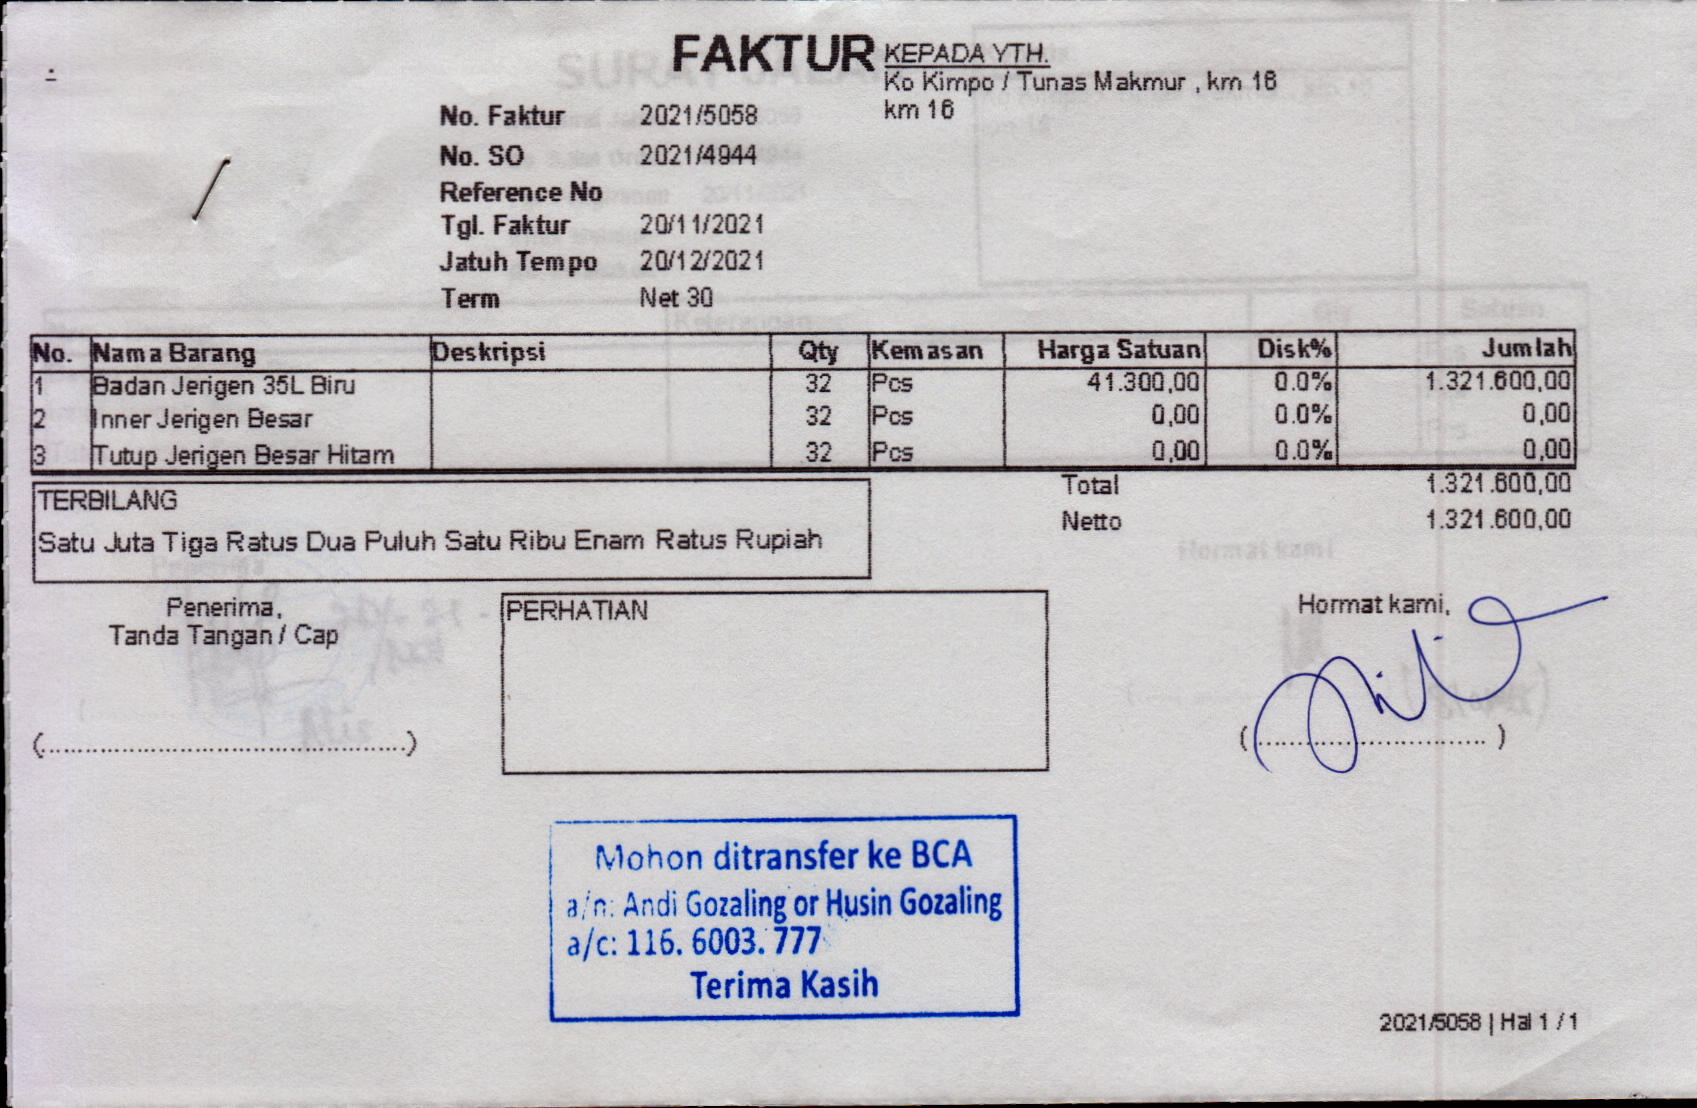 FAKTUR
KEPADA YTH.
Ko Kimpo / Tunas Makmur , km 16
km 16
No. Faktur 2021/5058
No. SO 2021/4944
Reference No
Tgl. Faktur 20/11/2021
Jatuh Tempo 20/12/2021
Term Net 30
No. Nama Barang Deskripsi Qty Kemasan Harga Satuan Disk% Jumlah
1 Badan Jerigen 35L Biru 32 Pcs 41.300,00 0.0% 1.321.600,00
2 Inner Jerigen Besar 32 Pcs 0,00 0.0% 0,00
3 Tutup Jerigen Besar Hitam 32 Pcs 0,00 0.0% 0,00
Total 1.321.600,00
Netto 1.321.600,00
TERBILANG
Satu Juta Tiga Ratus Dua Puluh Satu Ribu Enam Ratus Rupiah
Penerima,
Tanda Tangan / Cap
PERHATIAN
Hormat kami,
Mohon ditransfer ke BCA
a/n: Andi Gozaling or Husin Gozaling
a/c: 116. 6003. 777
Terima Kasih
2021/5058 | Hal 1 / 1